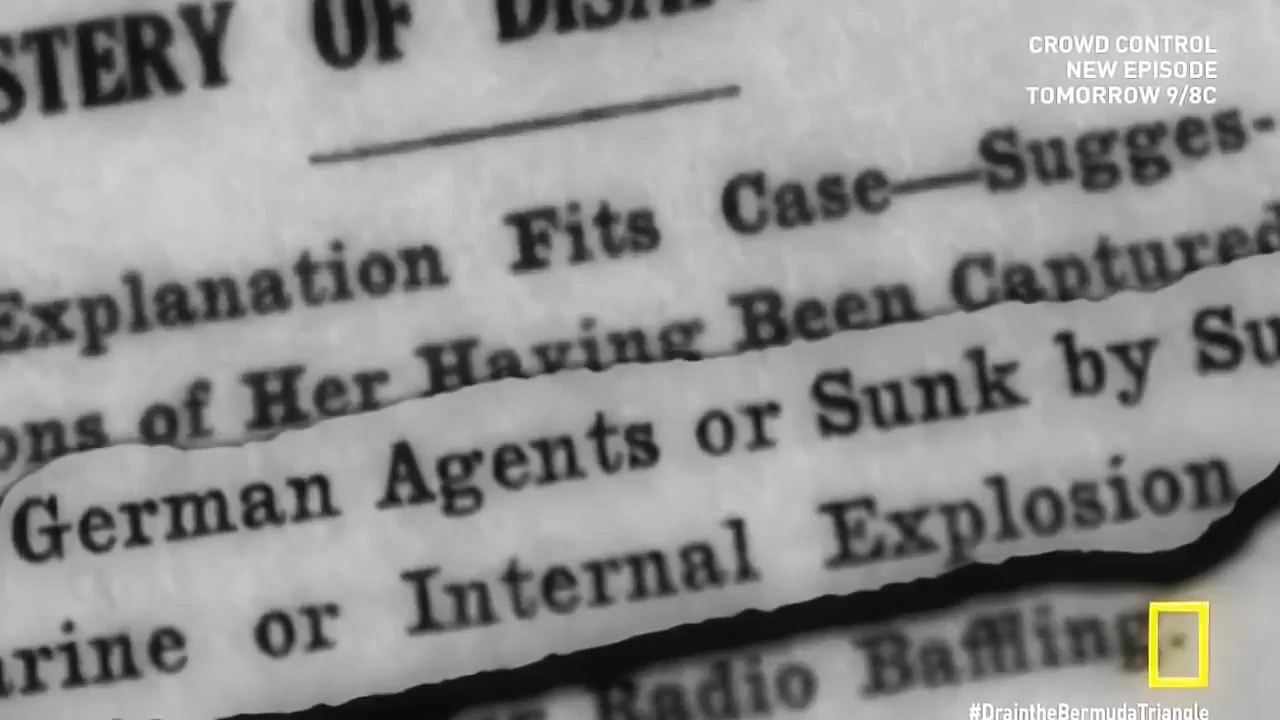 STERY OF DISA
Explanation Fits Case—Sugges-
ons of Her Having Been Captured
German Agents or Sunk by Su
arine or Internal Explosion
Radio Baffling.
CROWD CONTROL
NEW EPISODE
TOMORROW 9/8C
#DraintheBermudaTriangle